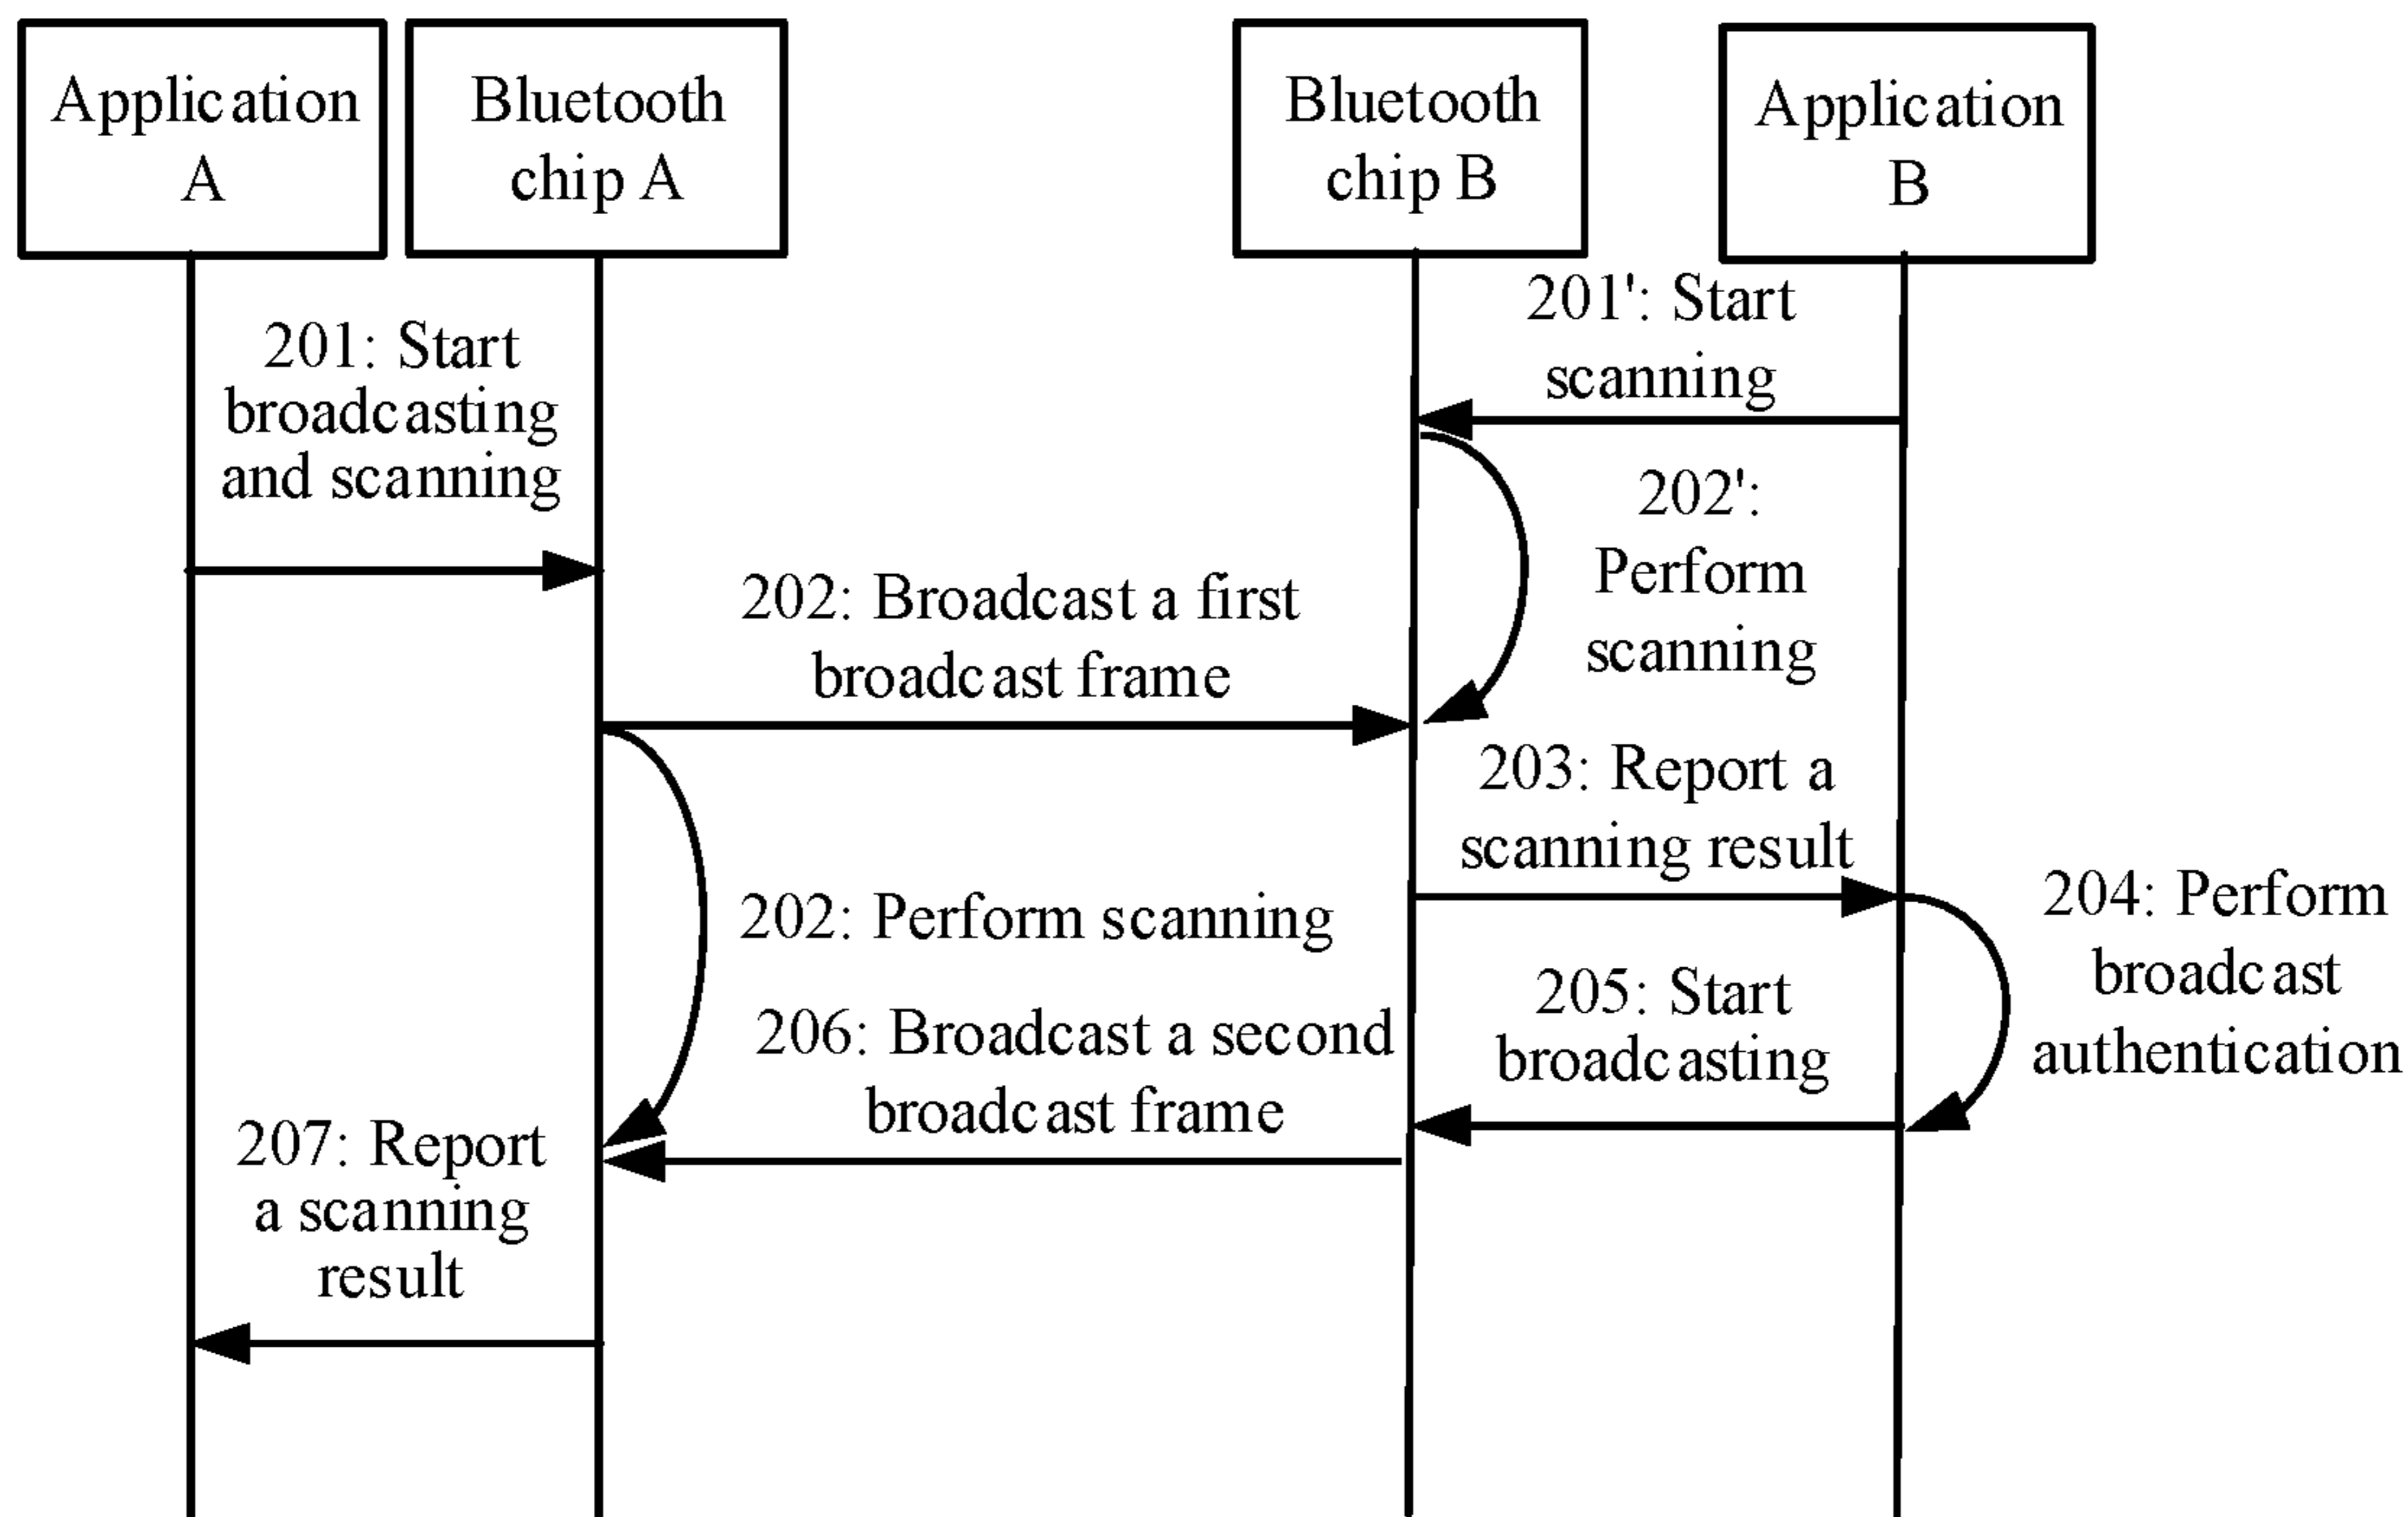 Application
A
Bluetooth
chip A
Bluetooth
chip B
Application
B
201': Start
scanning
201: Start
broadcasting
and scanning
202':
Perform
scanning
202: Broadcast a first
broadcast frame
203: Report a
scanning result
204: Perform
broadcast
authentication
202: Perform scanning
205: Start
broadcasting
206: Broadcast a second
broadcast frame
207: Report
a scanning
result